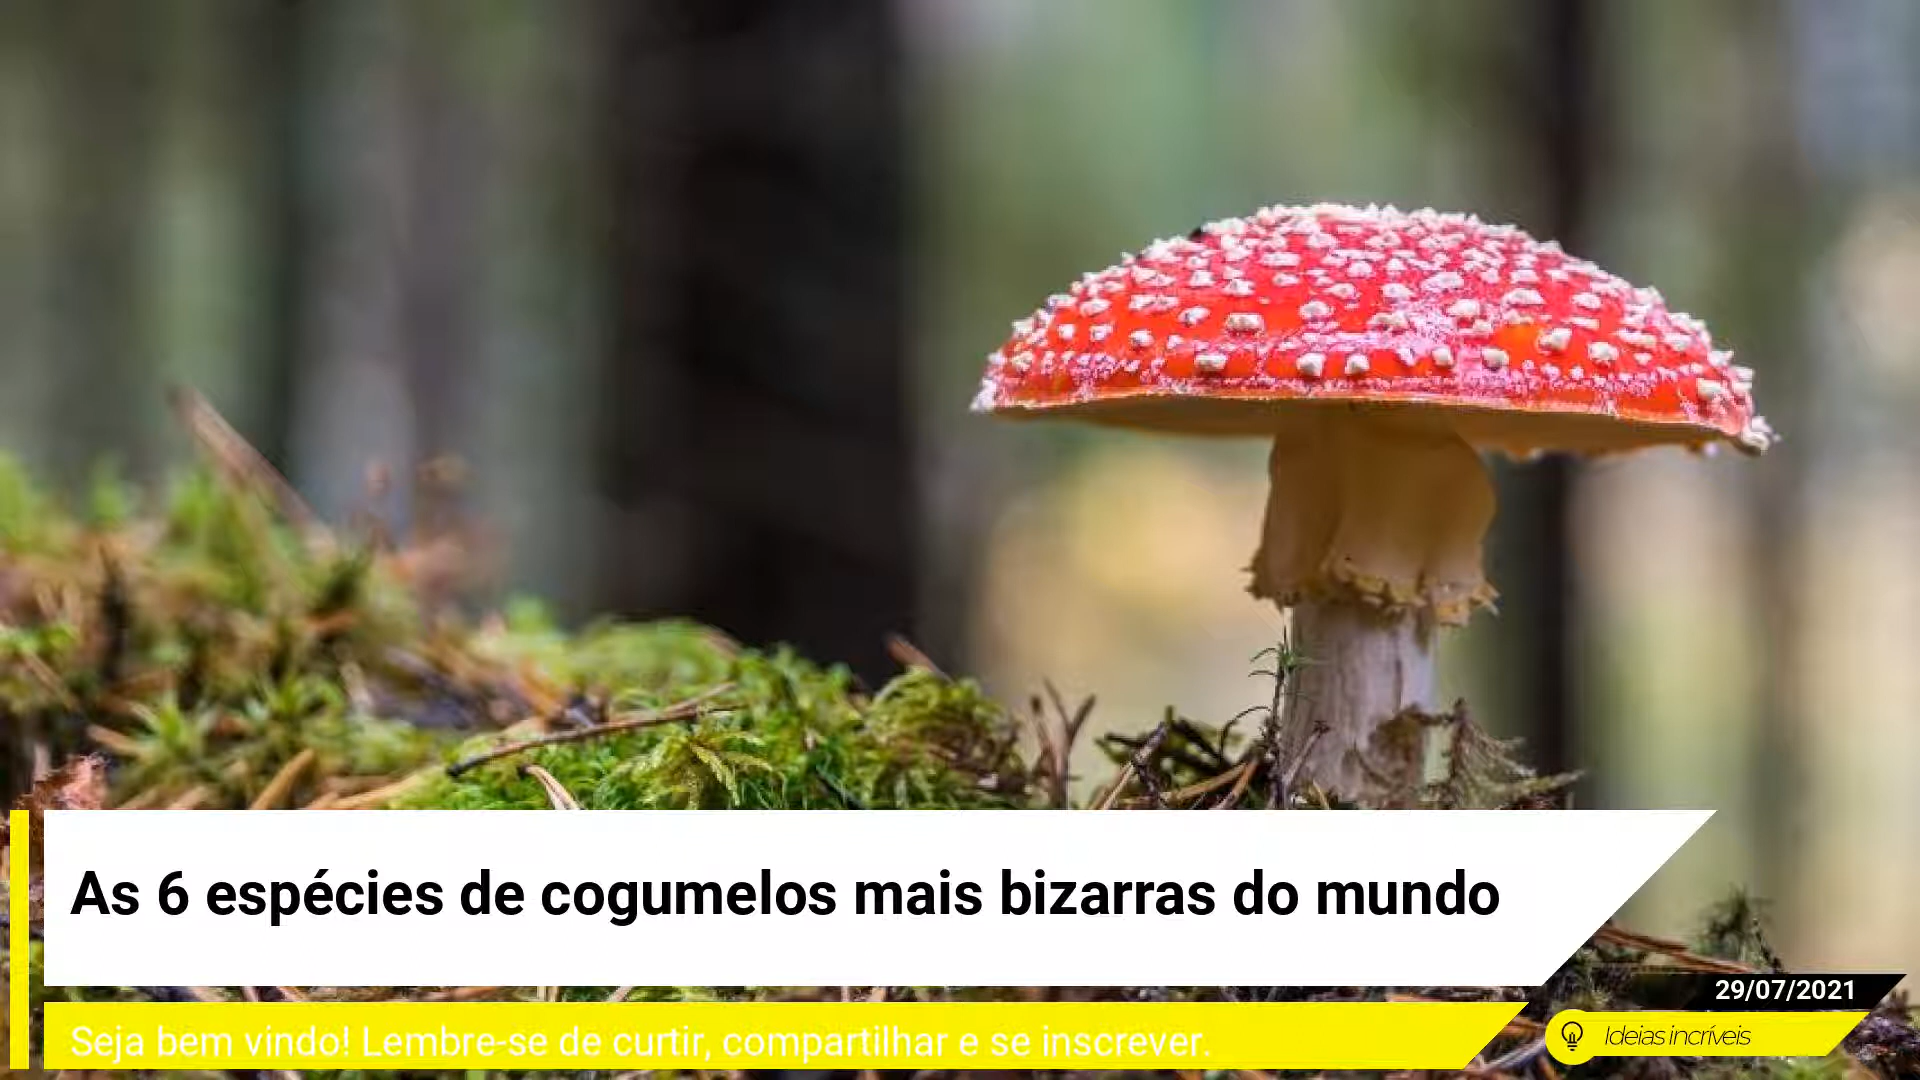 As 6 espécies de cogumelos mais bizarras do mundo
29/07/2021
Seja bem vindo! Lembre-se de curtir, compartilhar e se inscrever.
Ideias incríveis